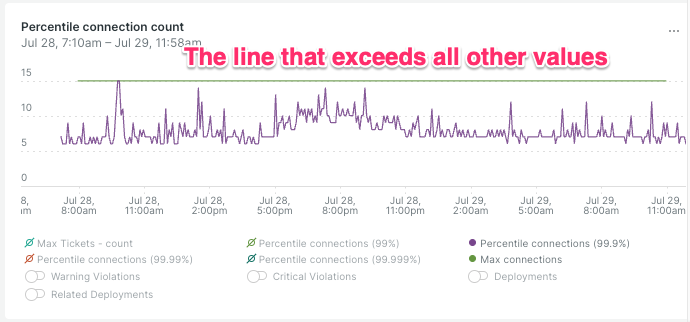 Percentile connection count
...
Jul 28, 7:10am – Jul 29, 11:58am
The line that exceeds all other values
15
10
5
0
8, Jul 28, Jul 28, Jul 28, Jul 28, Jul 28, Jul 28, Jul 29, Jul 29, Jul 29, Jul 29,
am 8:00am 11:00am 2:00pm 5:00pm 8:00pm 11:00pm 2:00am 5:00am 8:00am 11:00am
Max Tickets - count Percentile connections (99%) Percentile connections (99.9%)
Percentile connections (99.99%) Percentile connections (99.999%) Max connections
Warning Violations Critical Violations Deployments
Related Deployments